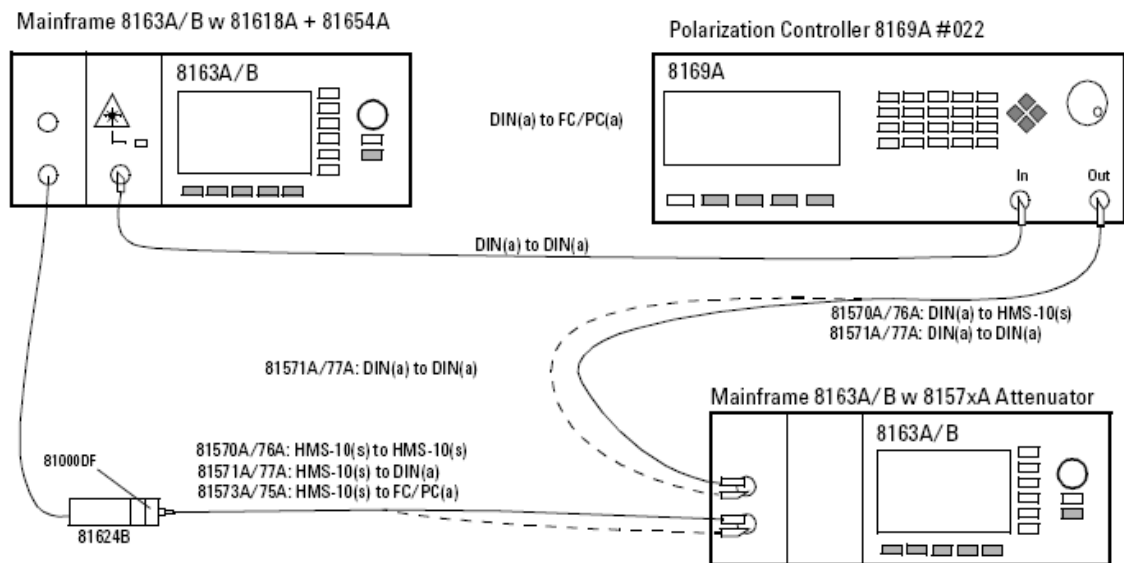 Mainframe 8163A/B w 81618A + 81654A
Polarization Controller 8169A #022
8163A/B
8169A
DIN(a) to FC/PC(a)
In
Out
DIN(a) to DIN(a)
81570A/76A: DIN(a) to HMS-10(s)
81571A/77A: DIN(a) to DIN(a)
81571A/77A: DIN(a) to DIN(a)
Mainframe 8163A/B w 8157xA Attenuator
8163A/B
81570A/76A: HMS-10(s) to HMS-10(s)
81571A/77A: HMS-10(s) to DIN(a)
81573A/75A: HMS-10(s) to FC/PC(a)
81000DF
81624B